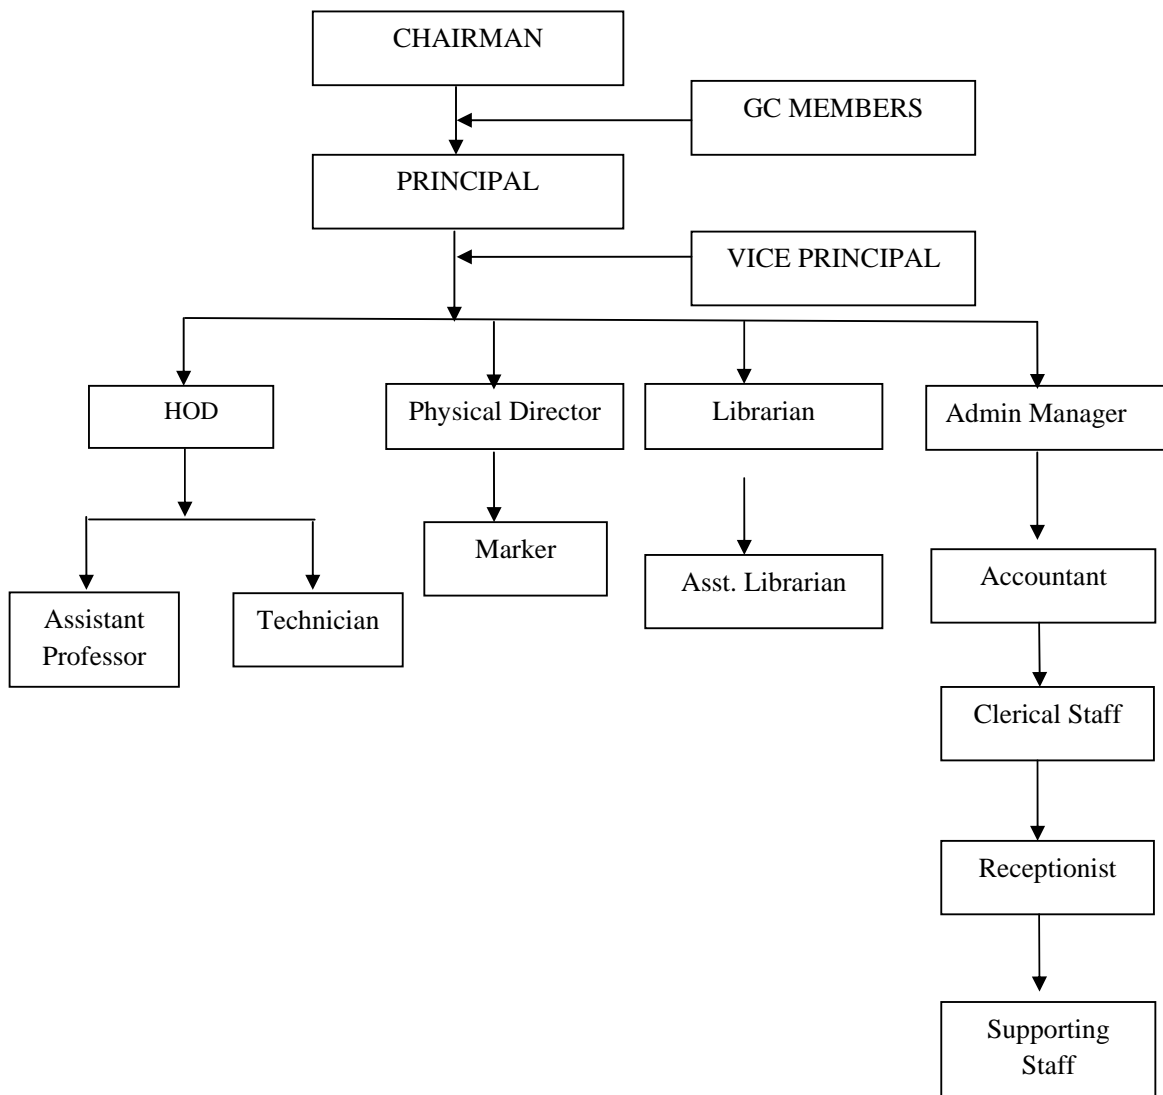 CHAIRMAN
GC MEMBERS
PRINCIPAL
VICE PRINCIPAL
HOD
Physical Director
Librarian
Admin Manager
Marker
Asst. Librarian
Accountant
Assistant
Professor
Technician
Clerical Staff
Receptionist
Supporting
Staff